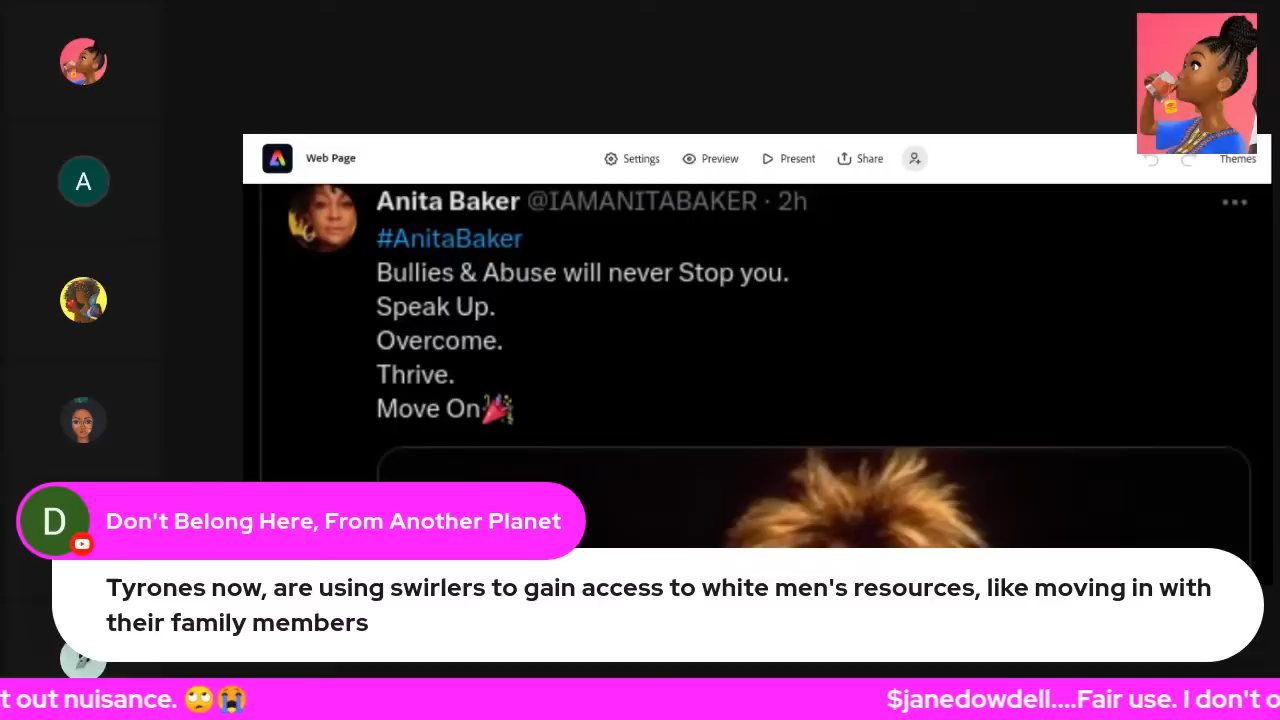 Web Page
Settings
Preview
Present
Share
Themes
A
Anita Baker @IAMANITABAKER · 2h
#AnitaBaker
Bullies & Abuse will never Stop you.
Speak Up.
Overcome.
Thrive.
Move On🎉
D
Don't Belong Here, From Another Planet
Tyrones now, are using swirlers to gain access to white men's resources, like moving in with
their family members
t out nuisance. 🙄😭 $janedowdell....Fair use. I don't o